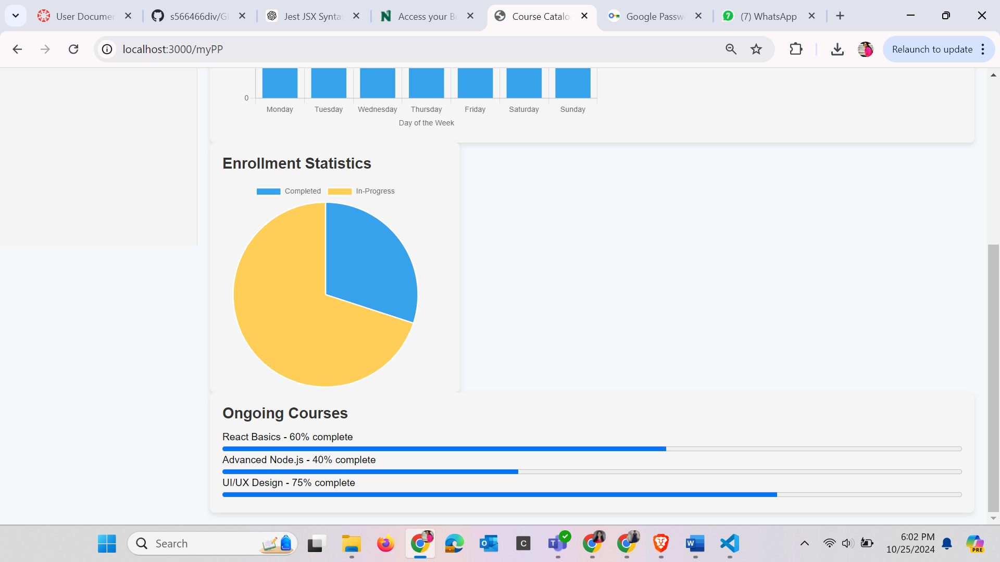 User Documer
s566466div/Gl
Jest JSX Synta
Access your B
Course Catalo
Google Passw
(7) WhatsApp
localhost:3000/myPP
Relaunch to update
0
Monday Tuesday Wednesday Thursday Friday Saturday Sunday
Day of the Week
Enrollment Statistics
Completed In-Progress
Ongoing Courses
React Basics - 60% complete
Advanced Node.js - 40% complete
UI/UX Design - 75% complete
Search
6:02 PM
10/25/2024
PRE